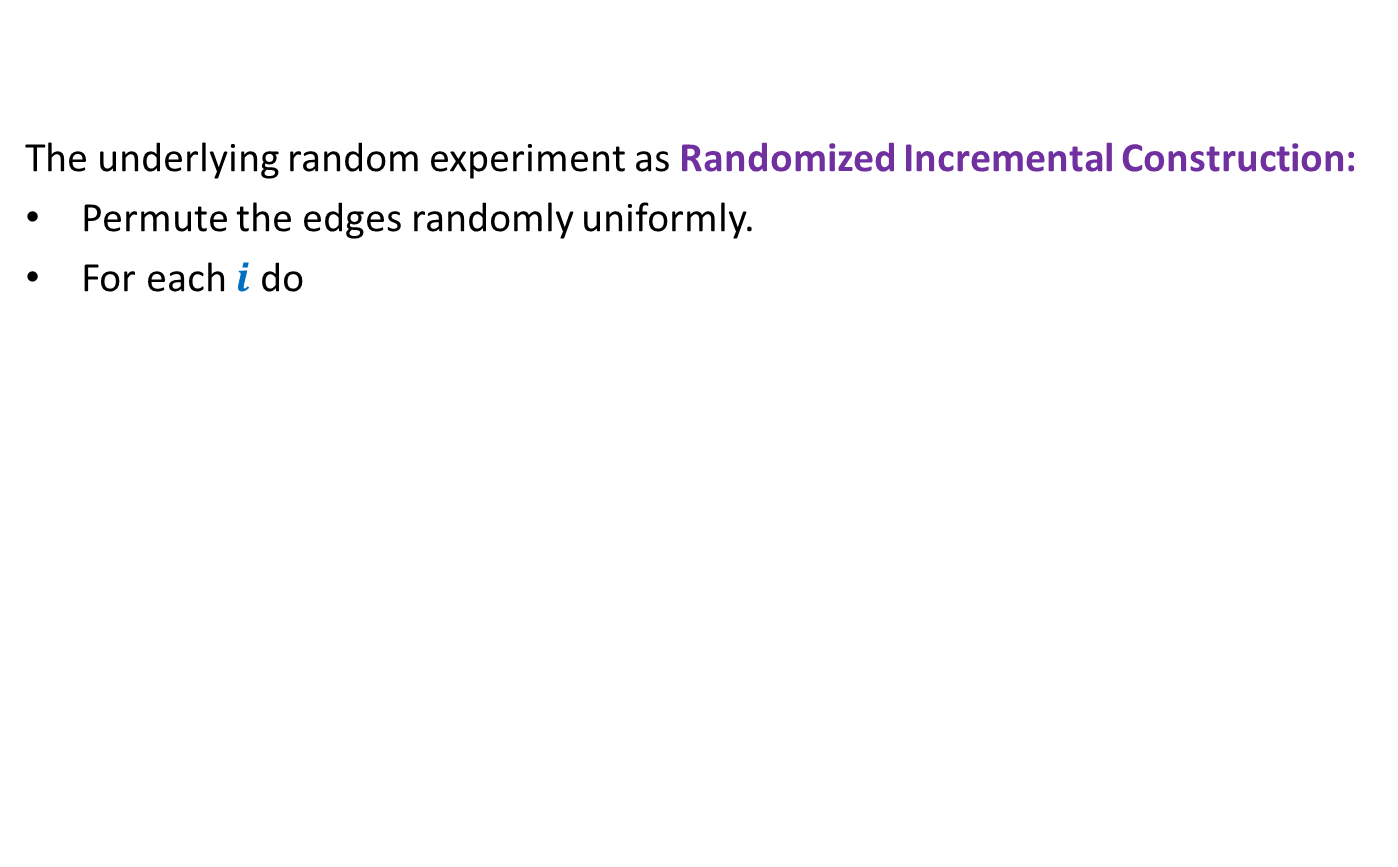 The underlying random experiment as Randomized Incremental Construction:
• Permute the edges randomly uniformly.
• For each i do